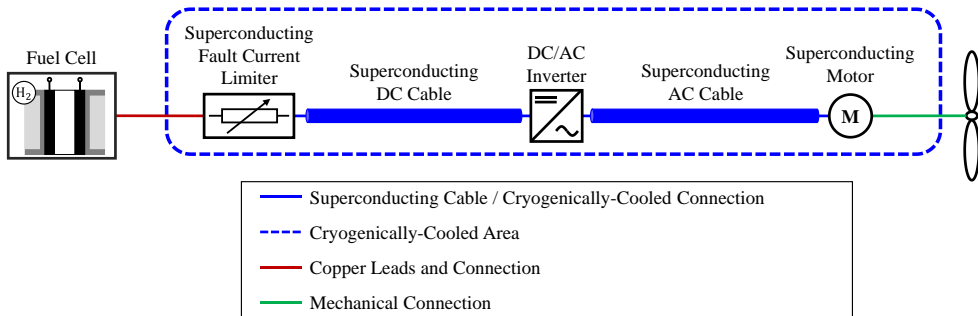 Fuel Cell
H2
Superconducting
Fault Current
Limiter
Superconducting
DC Cable
DC/AC
Inverter
Superconducting
AC Cable
Superconducting
Motor
M
Superconducting Cable / Cryogenically-Cooled Connection
Cryogenically-Cooled Area
Copper Leads and Connection
Mechanical Connection